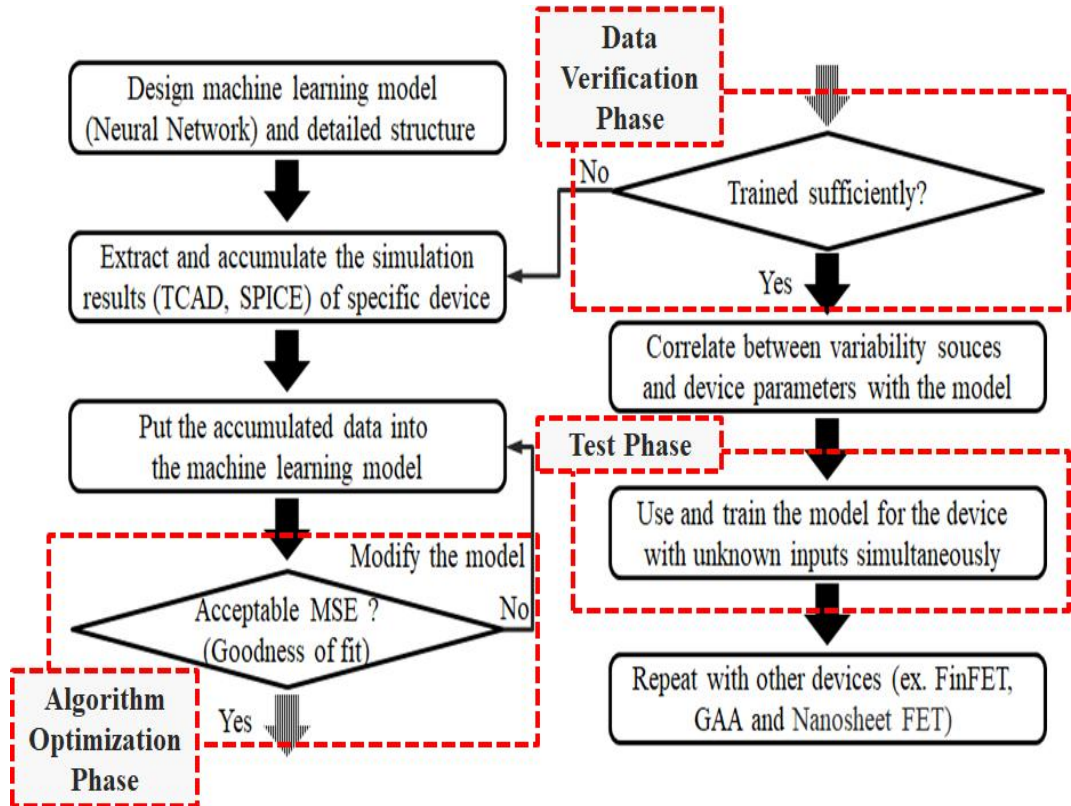 Design machine learning model
(Neural Network) and detailed structure
Extract and accumulate the simulation
results (TCAD, SPICE) of specific device
Put the accumulated data into
the machine learning model
Modify the model
Acceptable MSE ?
(Goodness of fit)
No
Yes
Algorithm
Optimization
Phase
Data
Verification
Phase
Trained sufficiently?
No
Yes
Correlate between variability souces
and device parameters with the model
Test Phase
Use and train the model for the device
with unknown inputs simultaneously
Repeat with other devices (ex. FinFET,
GAA and Nanosheet FET)